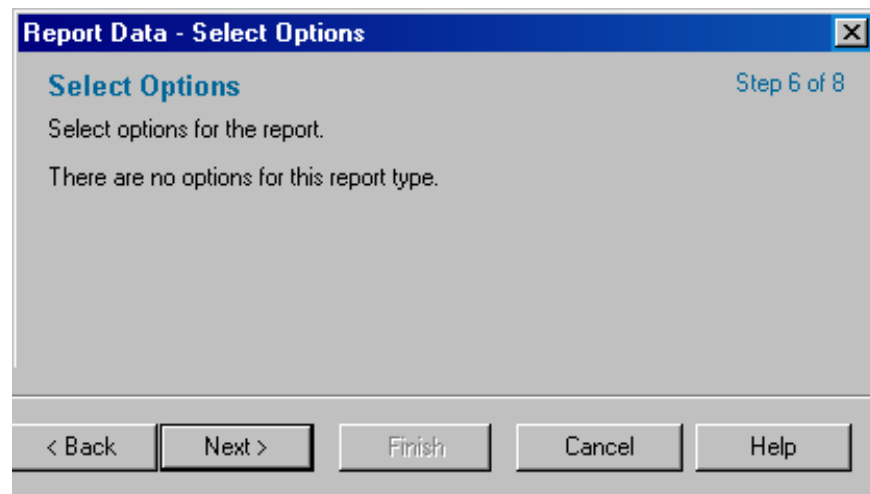 Report Data - Select Options
Select Options
Step 6 of 8
Select options for the report.
There are no options for this report type.
< Back
Next >
Finish
Cancel
Help